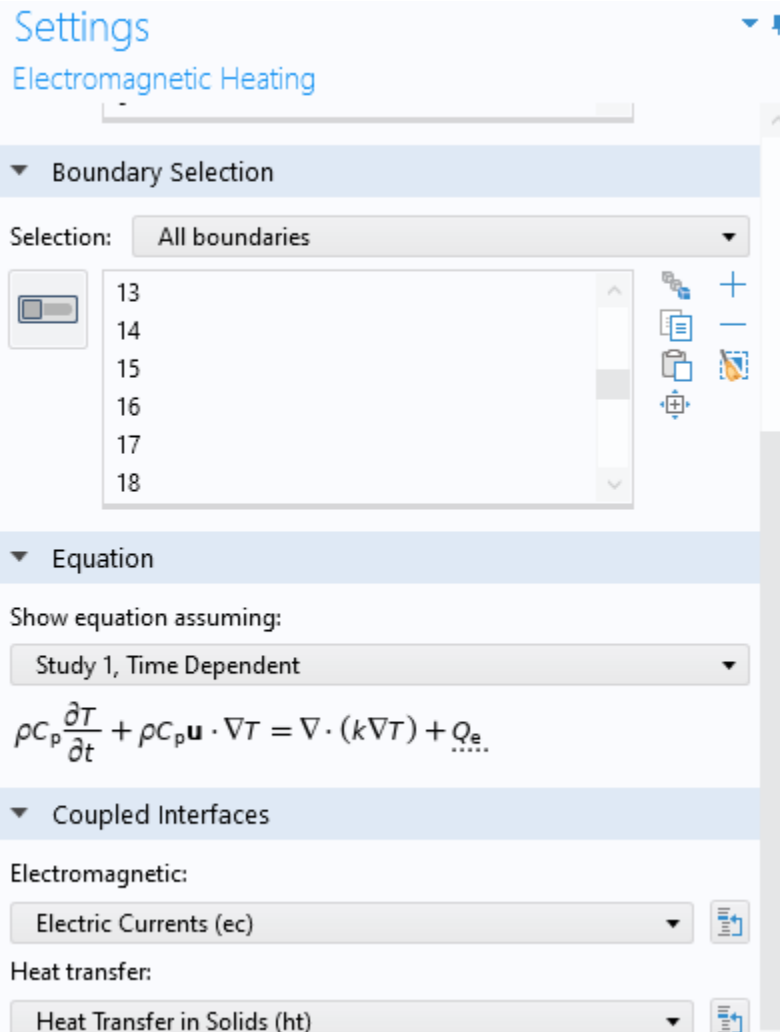 Settings
Electromagnetic Heating
Boundary Selection
Selection: All boundaries
13
14
15
16
17
18
Equation
Show equation assuming:
Study 1, Time Dependent
ρCₚ ∂T/∂t + ρCₚ𝐮 · ∇T = ∇ · (k∇T) + Qₑ
Coupled Interfaces
Electromagnetic:
Electric Currents (ec)
Heat transfer:
Heat Transfer in Solids (ht)